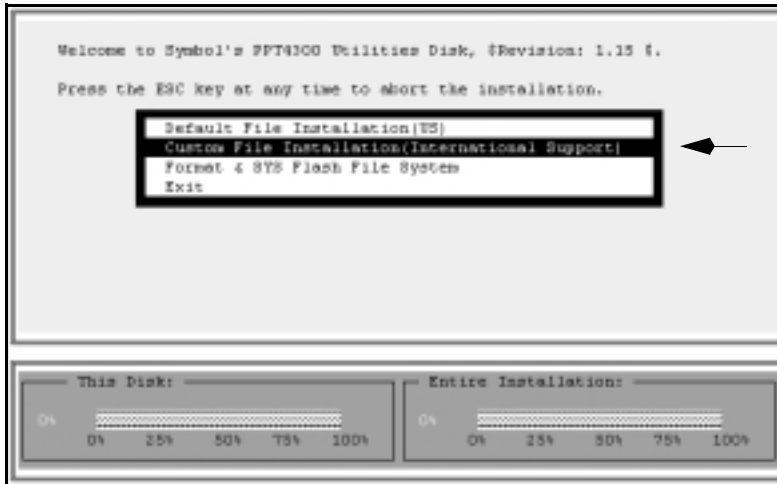 Welcome to Symbol's PPT4300 Utilities Disk, $Revision: 1.15 $.
Press the ESC key at any time to abort the installation.
Default File Installation(US)
Custom File Installation(International Support)
Format & SYS Flash File System
Exit
This Disk:
Entire Installation:
0%
0%
0% 25% 50% 75% 100%
0% 25% 50% 75% 100%